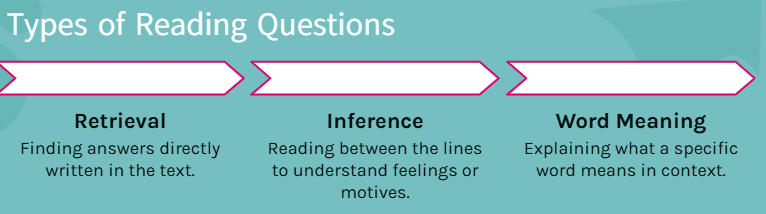 Types of Reading Questions
Retrieval
Finding answers directly
written in the text.
Inference
Reading between the lines
to understand feelings or
motives.
Word Meaning
Explaining what a specific
word means in context.